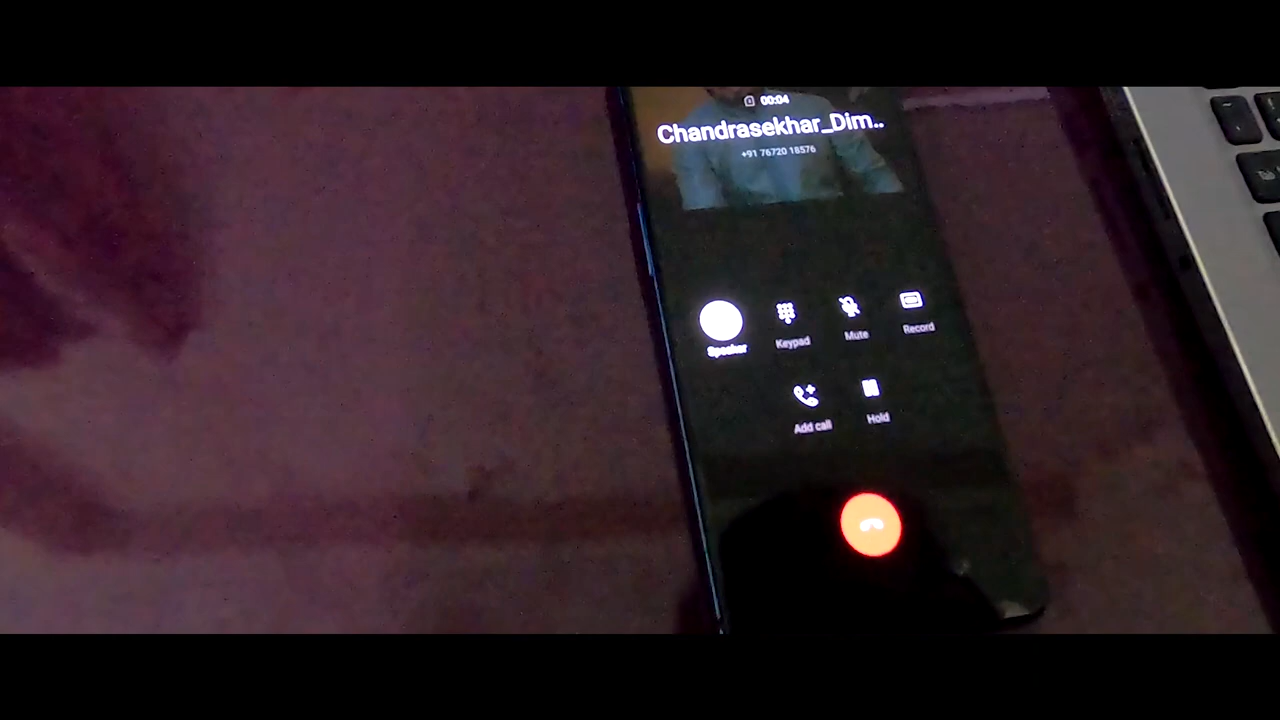 00:04
Chandrasekhar_Dim..
+91 76720 18576
Speaker
Keypad
Mute
Record
Add call
Hold